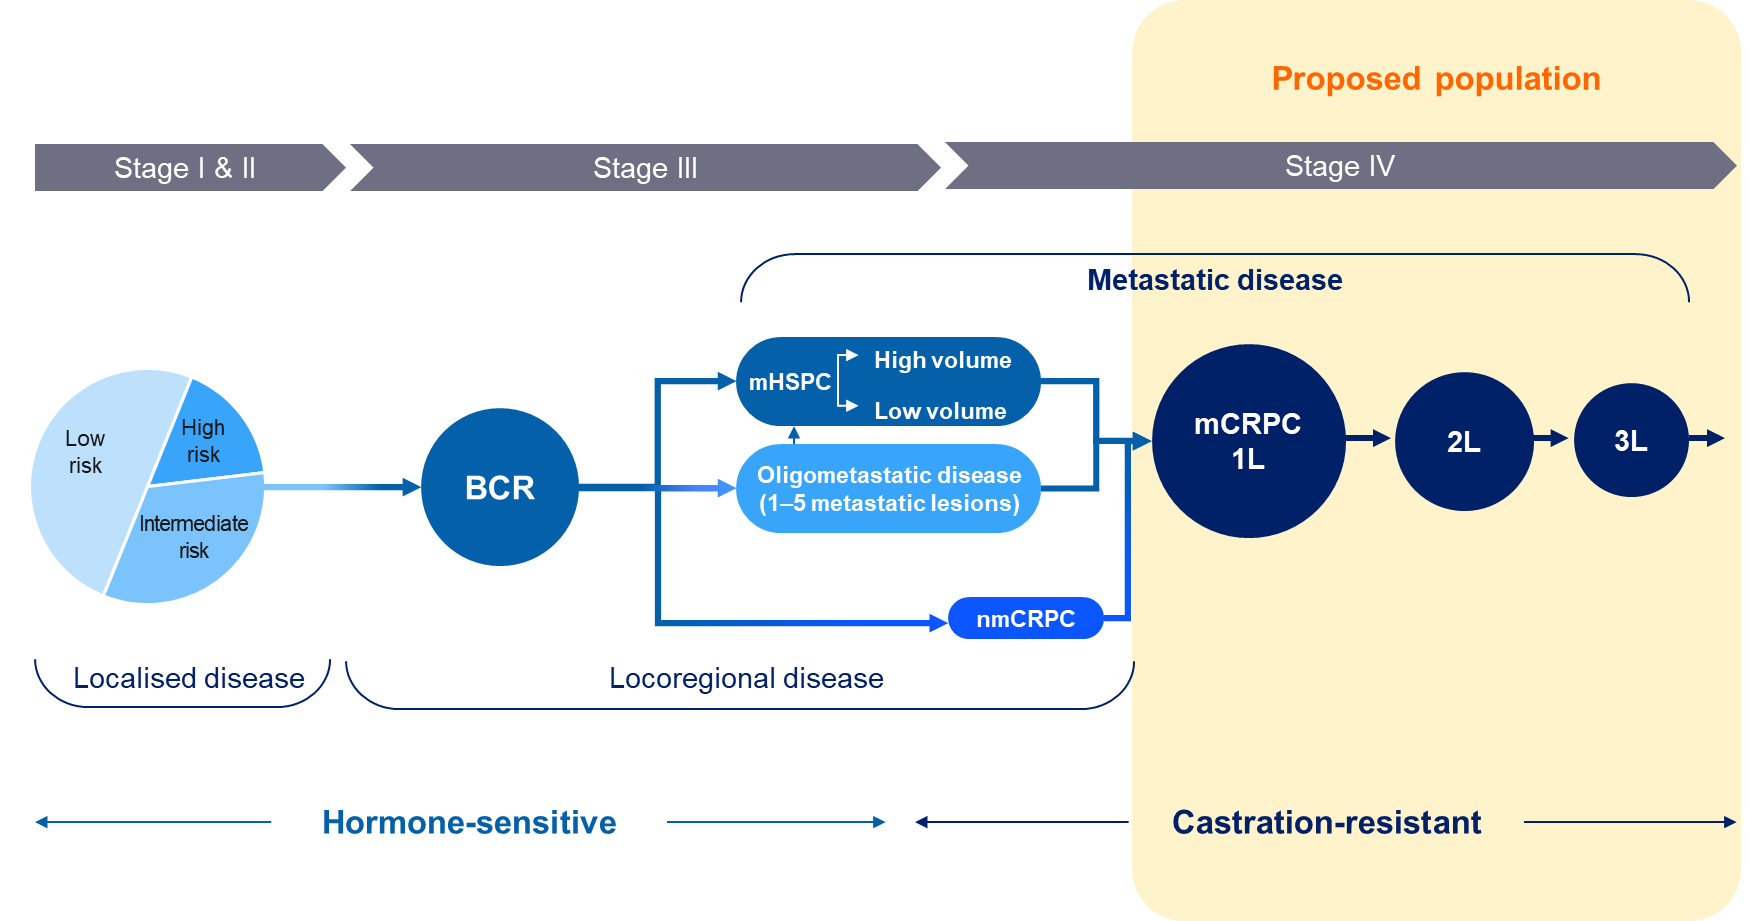 Proposed population
Stage I & II
Stage III
Stage IV
Metastatic disease
Low
risk
High
risk
Intermediate
risk
BCR
mHSPC
High volume
Low volume
Oligometastatic disease
(1–5 metastatic lesions)
nmCRPC
mCRPC
1L
2L
3L
Localised disease
Locoregional disease
Hormone-sensitive
Castration-resistant